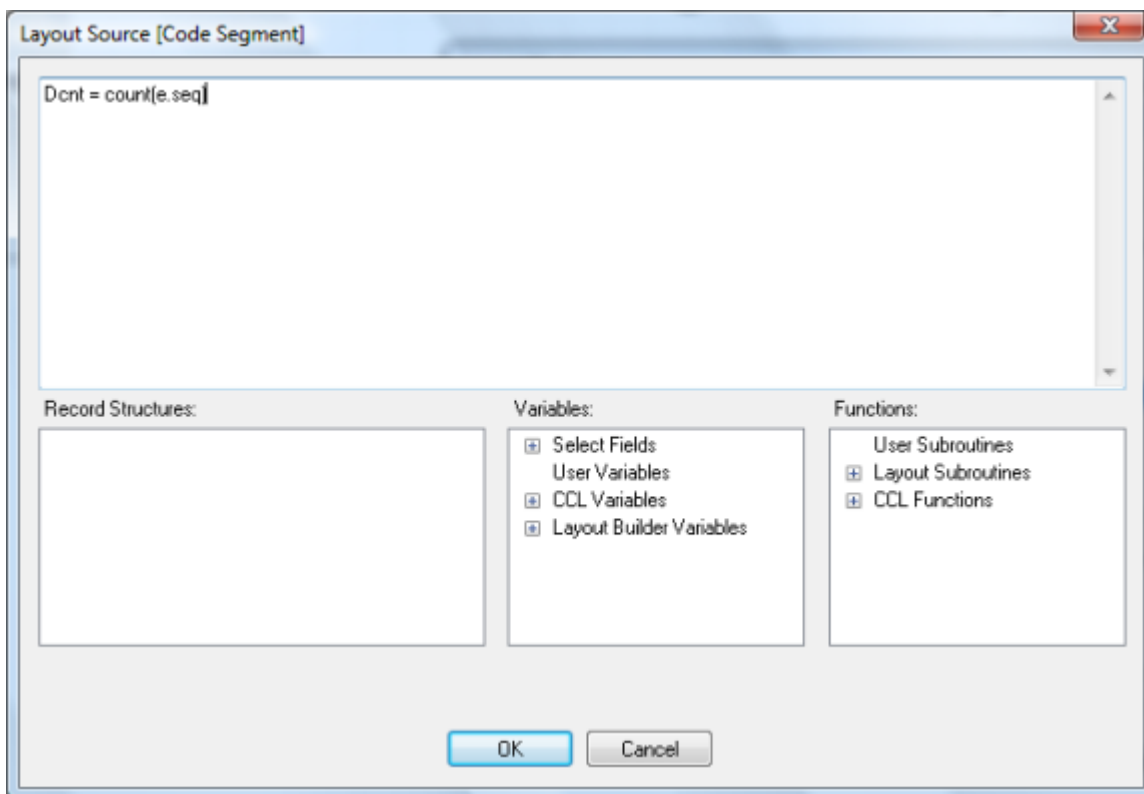 Layout Source [Code Segment]
Dcnt = count(e.seq)
Record Structures:
Variables:
Functions:
Select Fields
User Variables
CCL Variables
Layout Builder Variables
User Subroutines
Layout Subroutines
CCL Functions
OK
Cancel